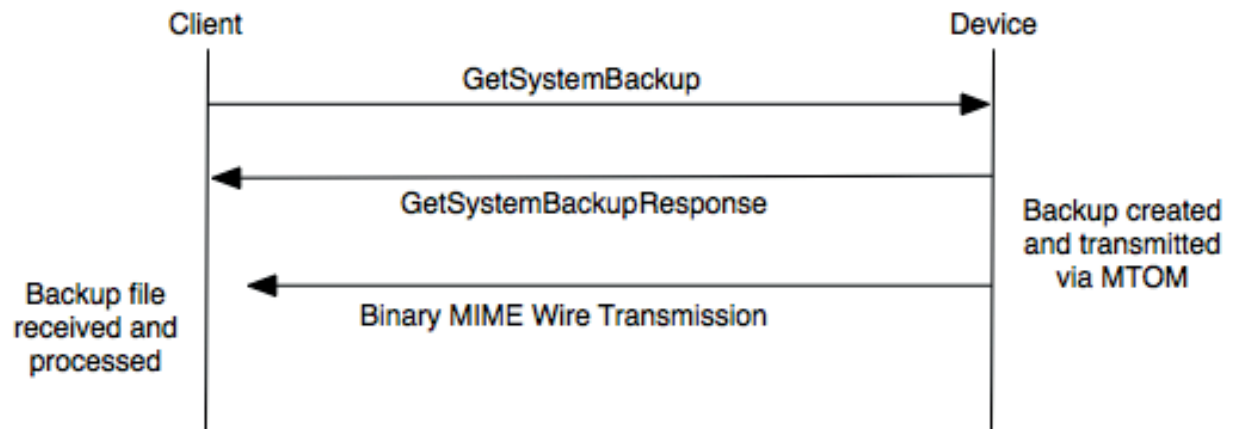 Client
Device
GetSystemBackup
GetSystemBackupResponse
Backup created
and transmitted
via MTOM
Backup file
received and
processed
Binary MIME Wire Transmission